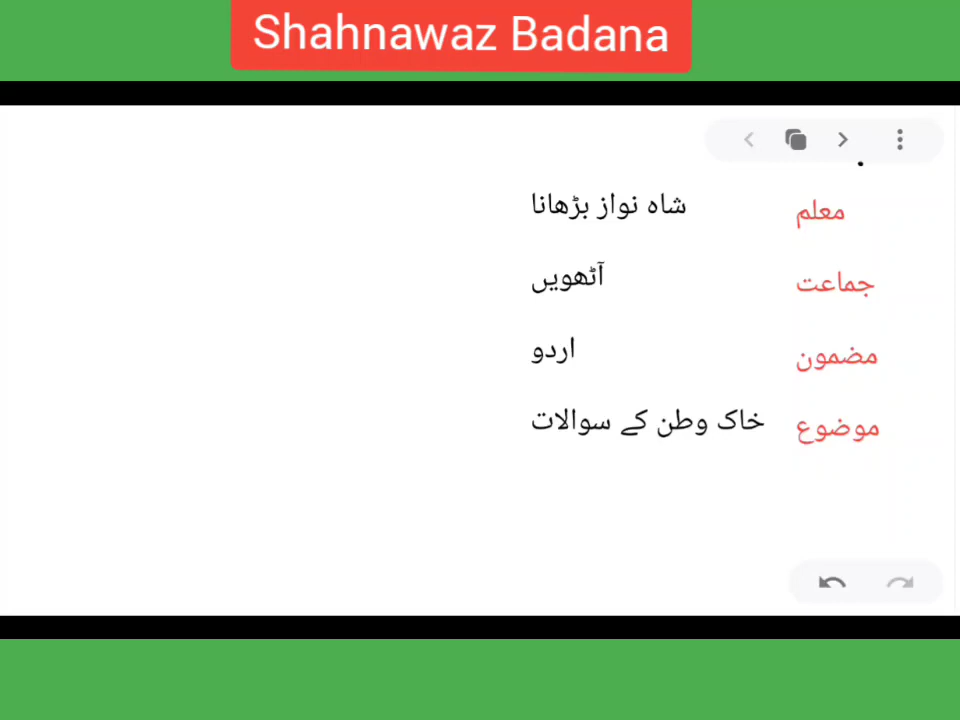 Shahnawaz Badana
معلم شاہ نواز بڑھانا
جماعت آٹھویں
مضمون اردو
موضوع خاک وطن کے سوالات